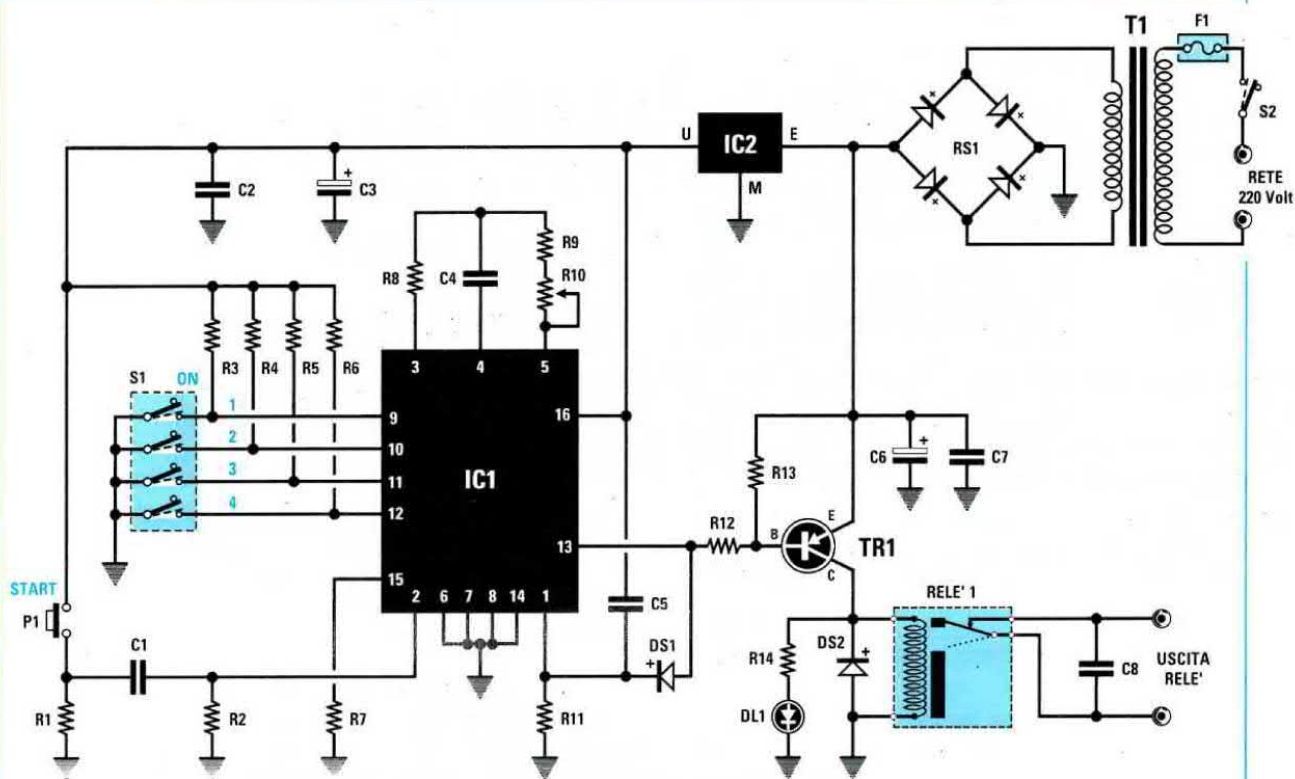 T1
F1
S2
RETE
220 Volt
RS1
U
IC2
E
M
C2
+
C3
R8
C4
R9
R10
R3
R4
R5
R6
S1
ON
1
2
3
4
3
4
5
9
10
11
12
15
16
13
IC1
2
6
7
8
14
1
R13
+
C6
C7
R12
B
E
C
TR1
START
P1
C1
R1
R2
R7
R11
C5
DS1
+
R14
DL1
DS2
+
RELE' 1
C8
USCITA
RELE'